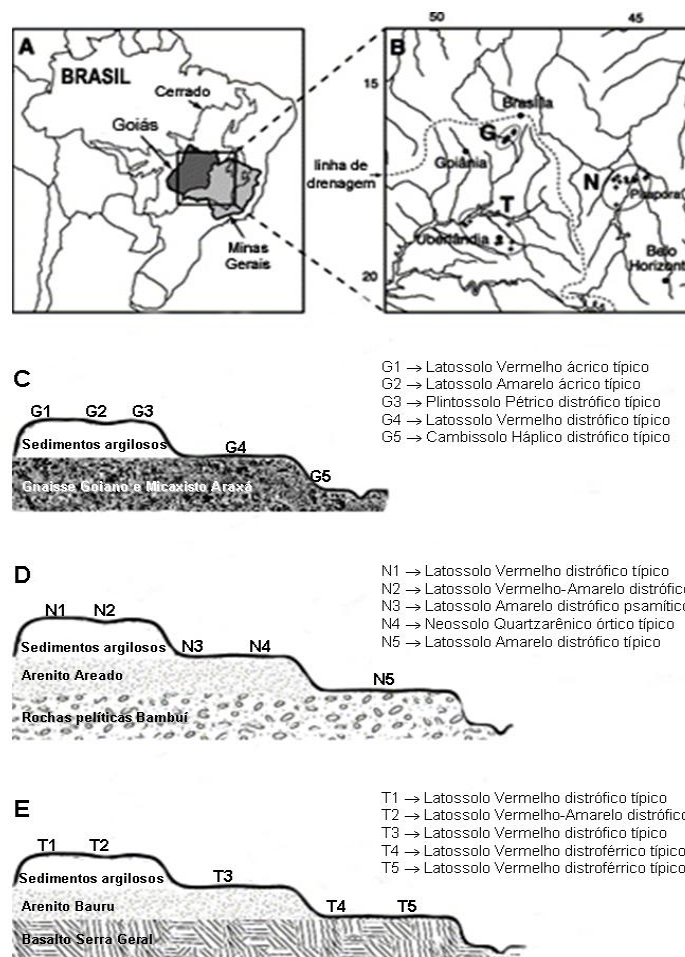 50 45
A
BRASIL
Cerrado
Goiás
Minas
Gerais
B
15
Brasília
G
Goiânia
linha de
drenagem
N
Pirapora
T
Uberlândia
Belo
Horizont
20
C
G1 → Latossolo Vermelho ácrico típico
G2 → Latossolo Amarelo ácrico típico
G3 → Plintossolo Pétrico distrófico típico
G4 → Latossolo Vermelho distrófico típico
G5 → Cambissolo Háplico distrófico típico
G1 G2 G3
Sedimentos argilosos
G4
G5
Gnaisse Goiano e Micaxisto Araxá
D
N1 → Latossolo Vermelho distrófico típico
N2 → Latossolo Vermelho-Amarelo distrófic
N3 → Latossolo Amarelo distrófico psamítico
N4 → Neossolo Quartzarênico órtico típico
N5 → Latossolo Amarelo distrófico típico
N1 N2
Sedimentos argilosos
N3 N4
Arenito Areado
N5
Rochas pelíticas Bambuí
E
T1 → Latossolo Vermelho distrófico típico
T2 → Latossolo Vermelho-Amarelo distrófic
T3 → Latossolo Vermelho distrófico típico
T4 → Latossolo Vermelho distroférrico típico
T5 → Latossolo Vermelho distroférrico típico
T1 T2
Sedimentos argilosos
T3
Arenito Bauru
T4 T5
Basalto Serra Geral